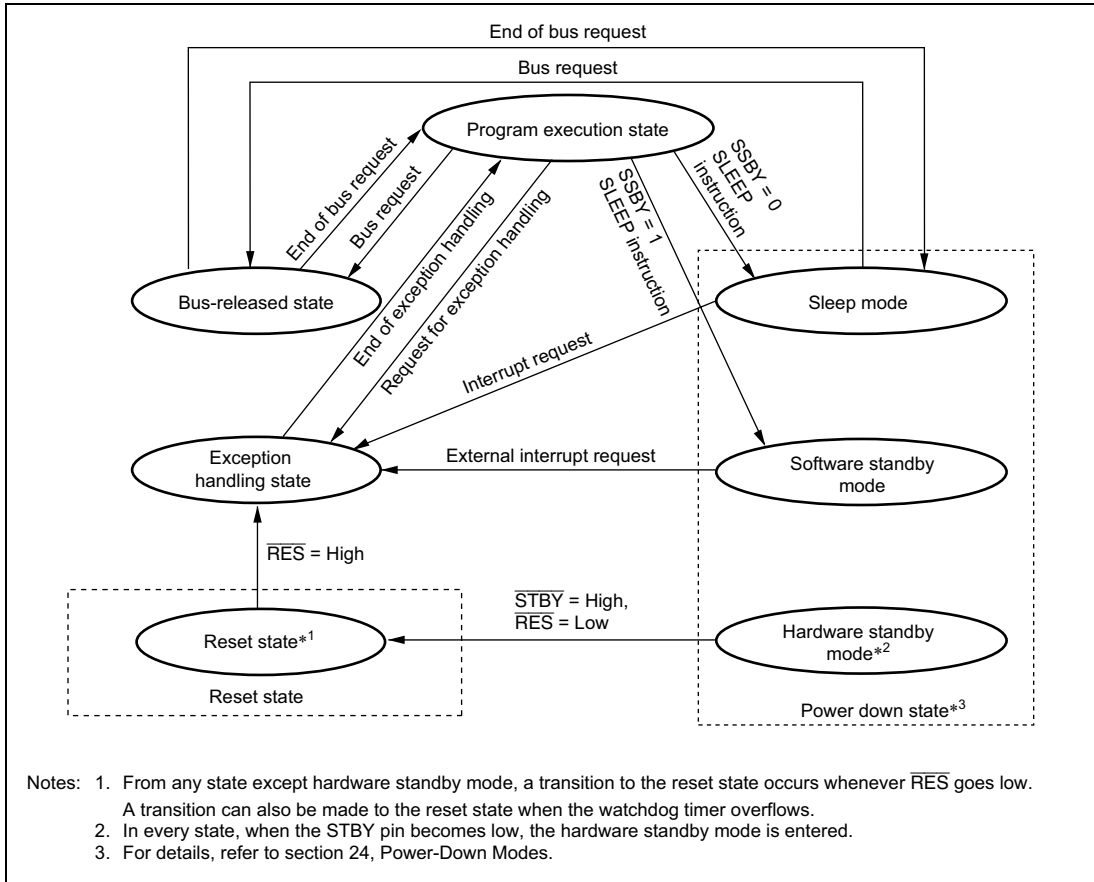 End of bus request
Bus request
Program execution state
End of bus request
Bus request
End of exception handling
Request for exception handling
SSBY = 1
SLEEP instruction
SSBY = 0
SLEEP
instruction
Bus-released state
Sleep mode
Interrupt request
Exception
handling state
External interrupt request
Software standby
mode
RES = High
STBY = High,
RES = Low
Reset state*1
Hardware standby
mode*2
Reset state
Power down state*3
Notes: 1. From any state except hardware standby mode, a transition to the reset state occurs whenever RES goes low.
A transition can also be made to the reset state when the watchdog timer overflows.
2. In every state, when the STBY pin becomes low, the hardware standby mode is entered.
3. For details, refer to section 24, Power-Down Modes.